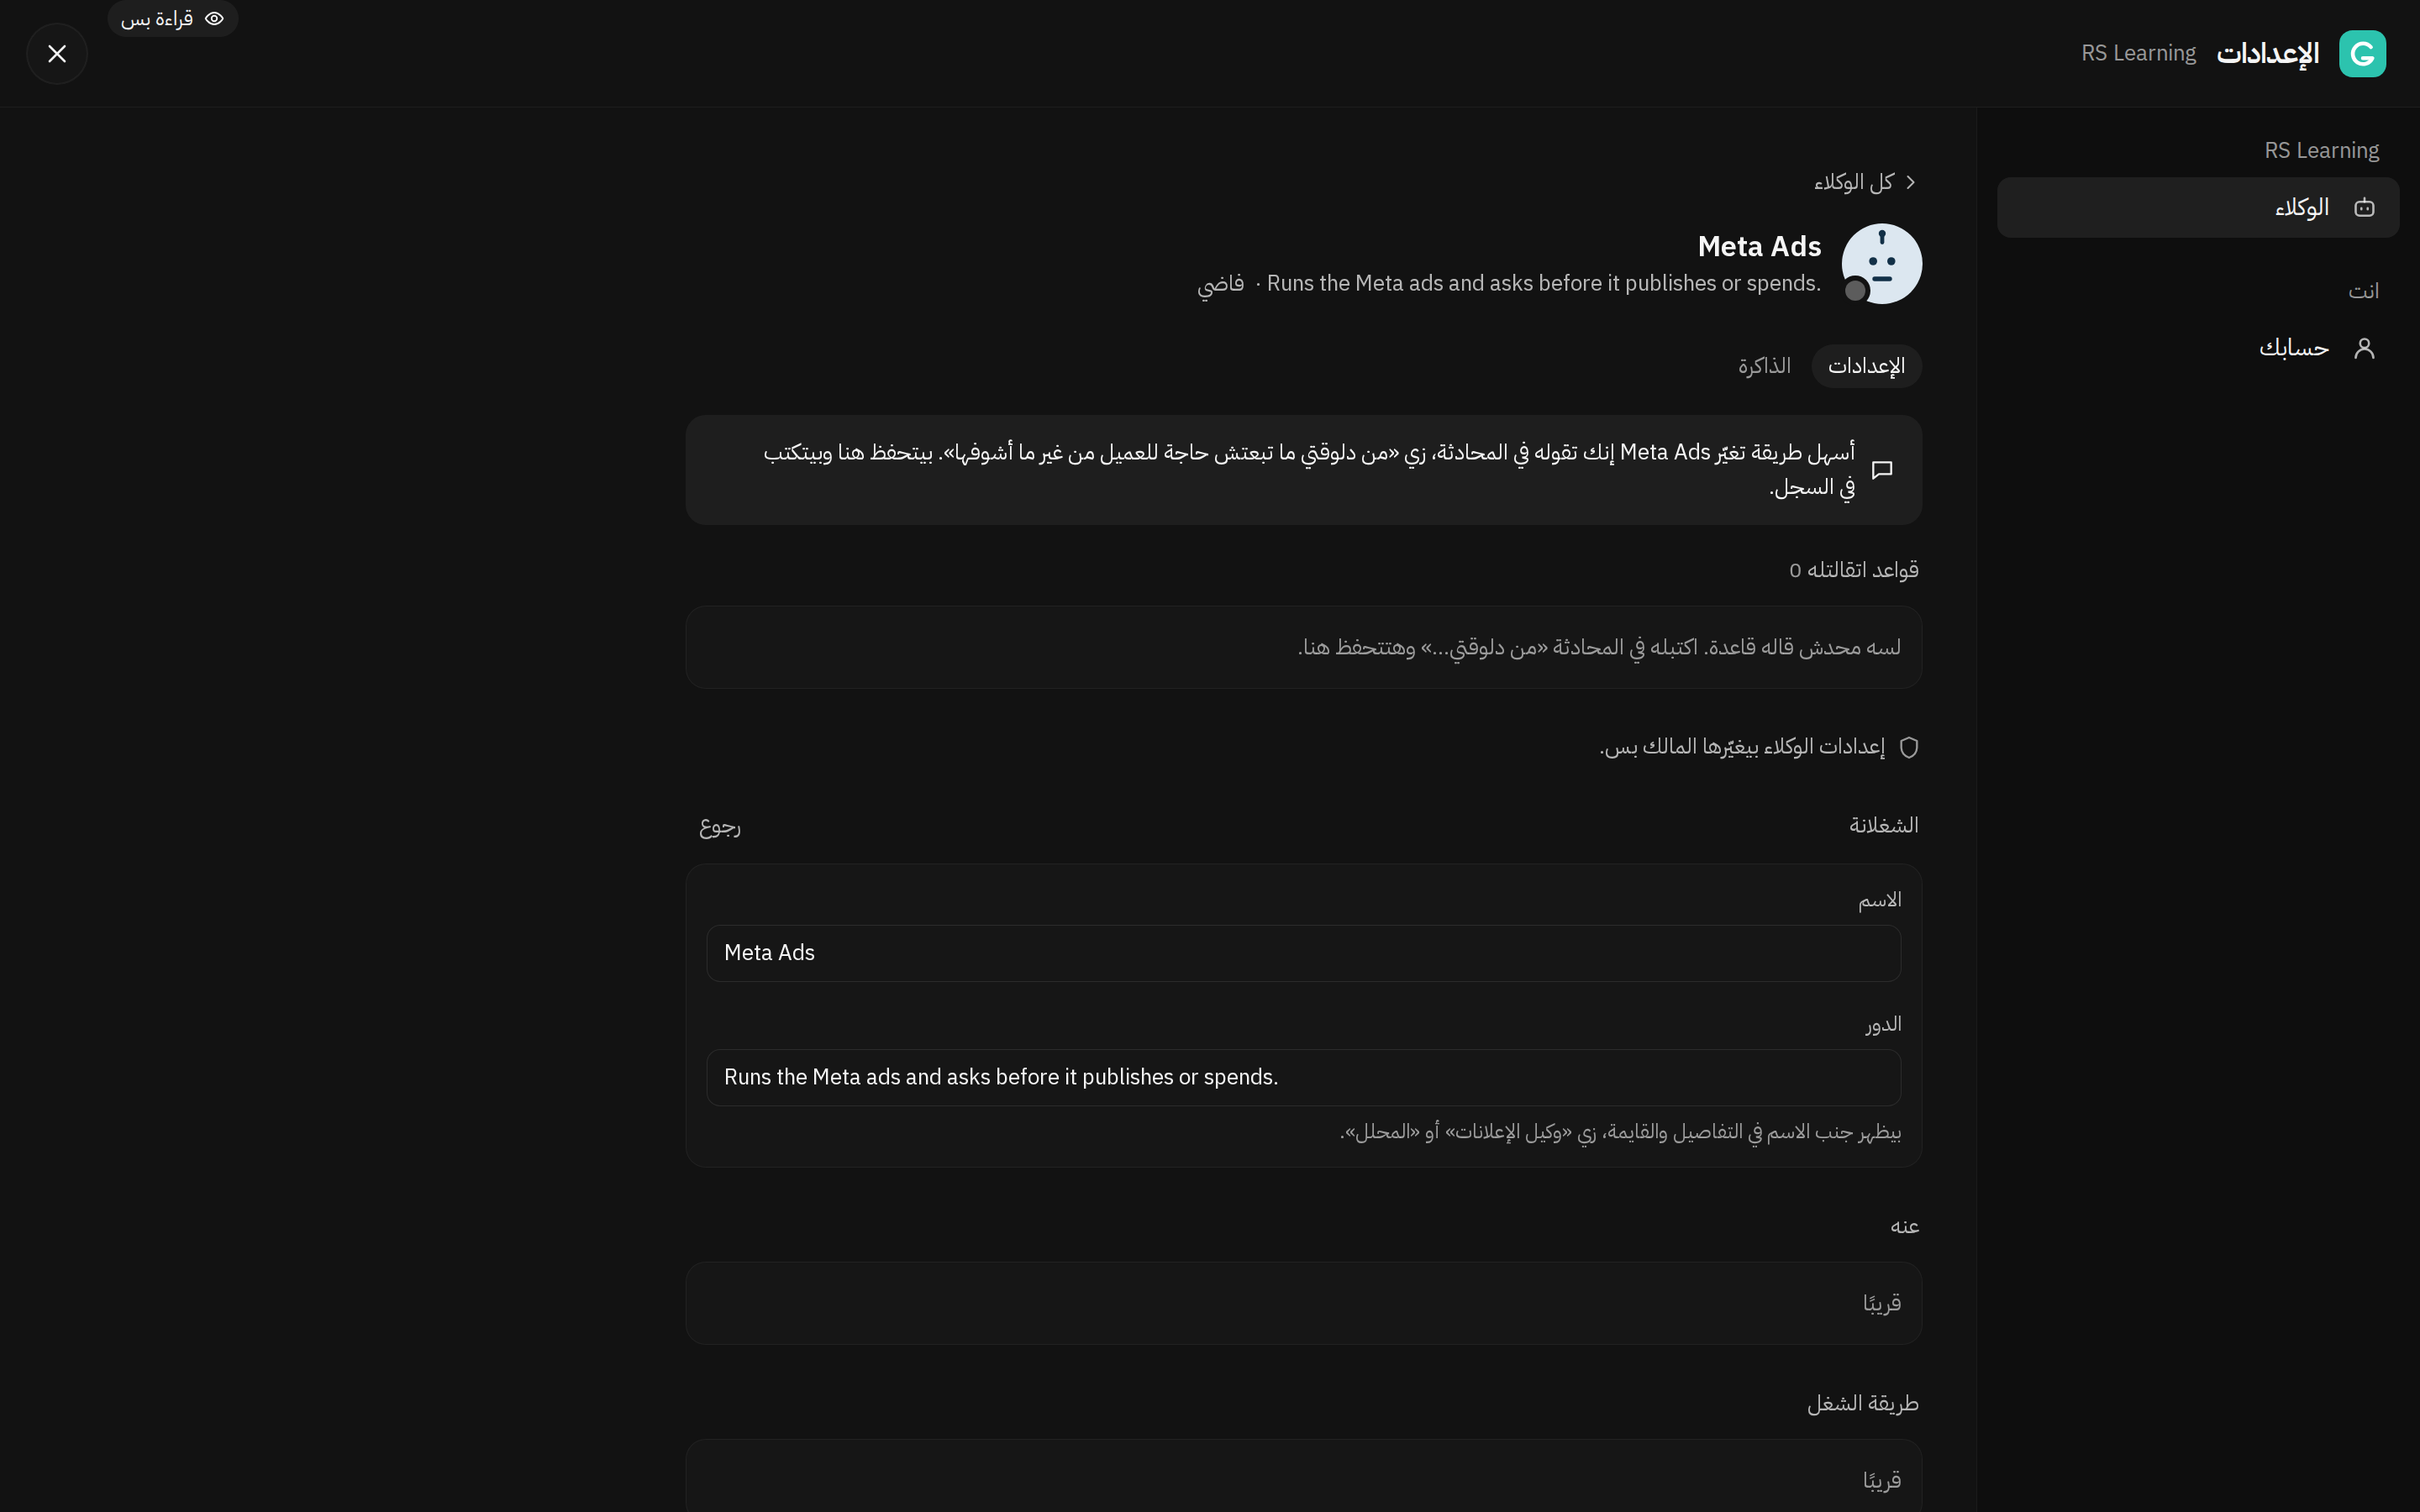 الإعدادات RS Learning
قراءة بس
RS Learning
الوكلاء
انت
حسابك
كل الوكلاء
Meta Ads
Runs the Meta ads and asks before it publishes or spends. · فاضي
الإعدادات الذاكرة
أسهل طريقة تغيّر Meta Ads إنك تقوله في المحادثة، زي «من دلوقتي ما تبعتش حاجة للعميل من غير ما أشوفها». بيتحفظ هنا وبيتكتب
في السجل.
قواعد اتقالتله 0
لسه محدش قاله قاعدة. اكتبله في المحادثة «من دلوقتي…» وهتتحفظ هنا.
إعدادات الوكلاء بيغيّرها المالك بس.
الشغلانة رجوع
الاسم
Meta Ads
الدور
Runs the Meta ads and asks before it publishes or spends.
بيظهر جنب الاسم في التفاصيل والقايمة، زي «وكيل الإعلانات» أو «المحلل».
عنه
قريبًا
طريقة الشغل
قريبًا